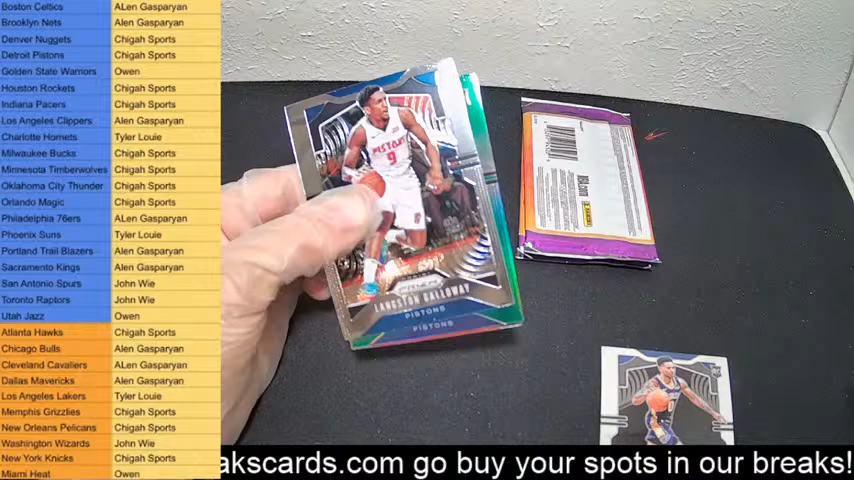 Boston Celtics ALen Gasparyan
Brooklyn Nets Alen Gasparyan
Denver Nuggets Chigah Sports
Detroit Pistons Chigah Sports
Golden State Warriors Owen
Houston Rockets Chigah Sports
Indiana Pacers Chigah Sports
Los Angeles Clippers Alen Gasparyan
Charlotte Hornets Tyler Louie
Milwaukee Bucks Chigah Sports
Minnesota Timberwolves Chigah Sports
Oklahoma City Thunder Chigah Sports
Orlando Magic Chigah Sports
Philadelphia 76ers ALen Gasparyan
Phoenix Suns Tyler Louie
Portland Trail Blazers Alen Gasparyan
Sacramento Kings Alen Gasparyan
San Antonio Spurs John Wie
Toronto Raptors John Wie
Utah Jazz Owen
Atlanta Hawks Chigah Sports
Chicago Bulls Alen Gasparyan
Cleveland Cavaliers ALen Gasparyan
Dallas Mavericks Alen Gasparyan
Los Angeles Lakers Tyler Louie
Memphis Grizzlies Chigah Sports
New Orleans Pelicans Chigah Sports
Washington Wizards John Wie
New York Knicks Chigah Sports
Miami Heat Owen
PISTONS
9
PRIZM
LANGSTON GALLOWAY
PISTONS
PISTONS
akscards.com go buy your spots in our breaks!